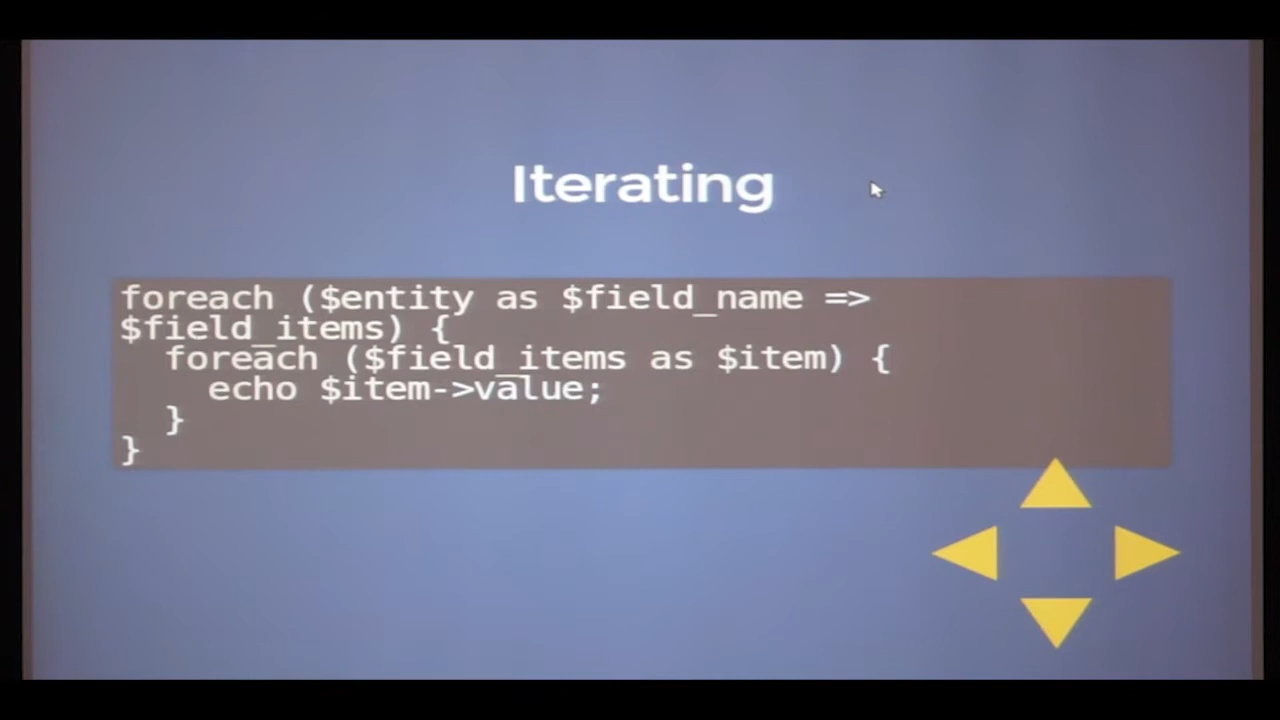 Iterating
foreach ($entity as $field_name =>
$field_items) {
  foreach ($field_items as $item) {
    echo $item->value;
  }
}